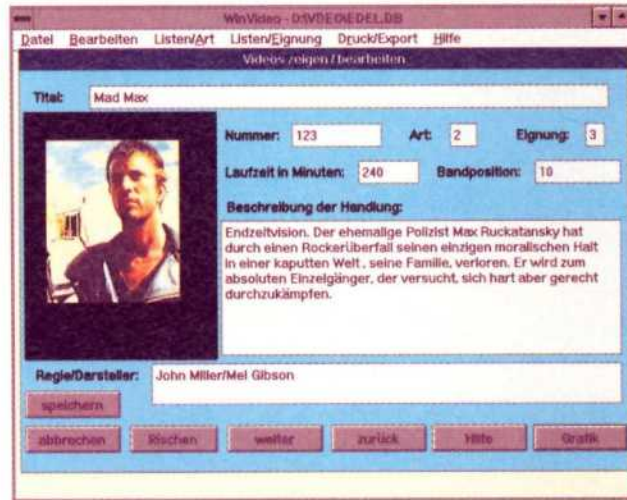 WinVideo - D:\VIDEO\EDEL.DB
Datei Bearbeiten Listen/Art Listen/Eignung Druck/Export Hilfe
Videos zeigen / bearbeiten
Titel: Mad Max
Nummer: 123 Art: 2 Eignung: 3
Laufzeit in Minuten: 240 Bandposition: 10
Beschreibung der Handlung:
Endzeitvision. Der ehemalige Polizist Max Ruckatansky hat
durch einen Rockerüberfall seinen einzigen moralischen Halt
in einer kaputten Welt , seine Familie, verloren. Er wird zum
absoluten Einzelgänger, der versucht, sich hart aber gerecht
durchzukämpfen.
Regie/Darsteller: John Miller/Mel Gibson
speichern
abbrechen löschen weiter zurück Hilfe Grafik